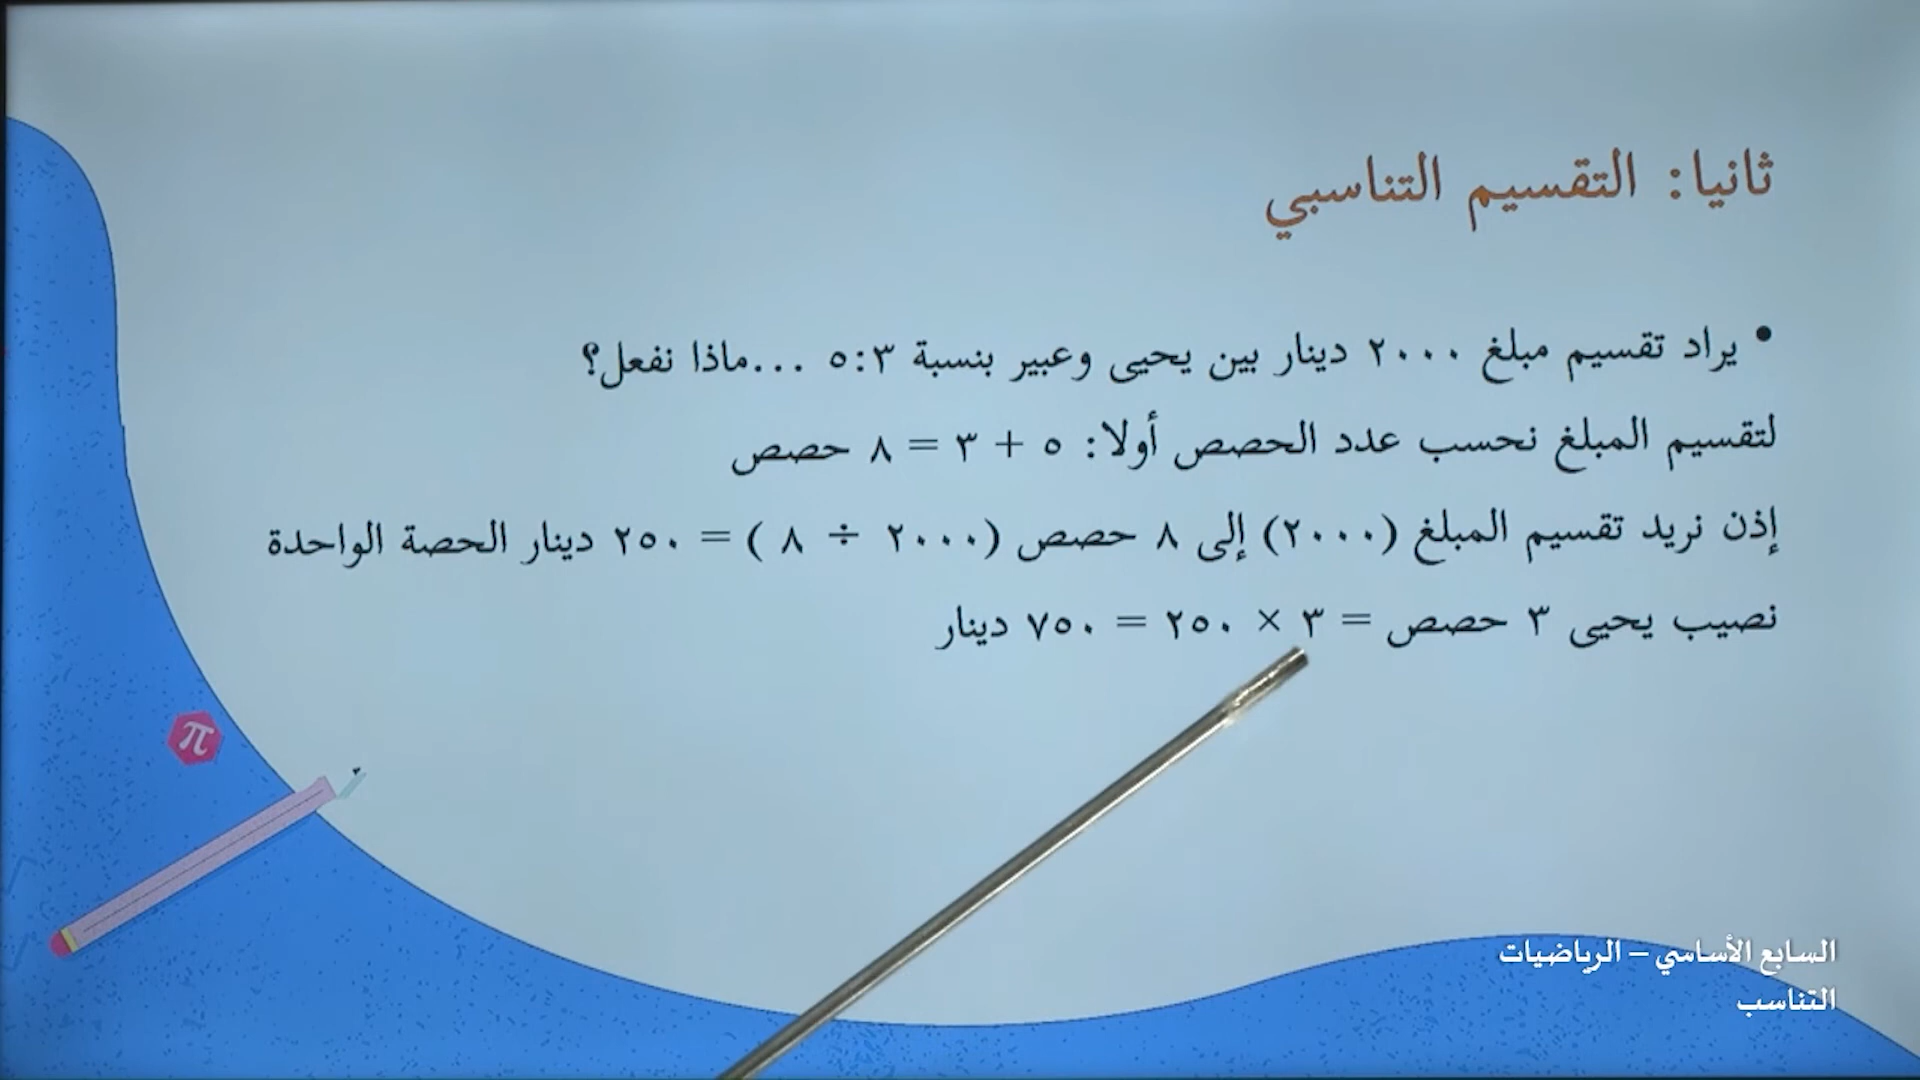 ثانيا: التقسيم التناسبي
• يراد تقسيم مبلغ ٢٠٠٠ دينار بين يحيى وعبير بنسبة ٥:٣ ...ماذا نفعل؟
لتقسيم المبلغ نحسب عدد الحصص أولا: ٥ + ٣ = ٨ حصص
إذن نريد تقسيم المبلغ (٢٠٠٠) إلى ٨ حصص (٢٠٠٠ ÷ ٨ ) = ٢٥٠ دينار الحصة الواحدة
نصيب يحيى ٣ حصص = ٣ × ٢٥٠ = ٧٥٠ دينار
π
السابع الأساسي – الرياضيات
التناسب